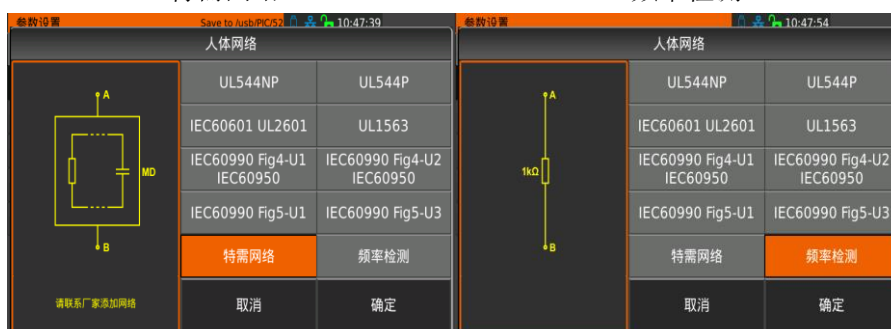 参数设置 Save to /usb/PIC/52 10:47:39
人体网络
A
MD
B
请联系厂家添加网络
UL544NP UL544P
IEC60601 UL2601 UL1563
IEC60990 Fig4-U1 IEC60990 Fig4-U2
IEC60950 IEC60950
IEC60990 Fig5-U1 IEC60990 Fig5-U3
特需网络 频率检测
取消 确定
参数设置 10:47:54
人体网络
A
1kΩ
B
UL544NP UL544P
IEC60601 UL2601 UL1563
IEC60990 Fig4-U1 IEC60990 Fig4-U2
IEC60950 IEC60950
IEC60990 Fig5-U1 IEC60990 Fig5-U3
特需网络 频率检测
取消 确定